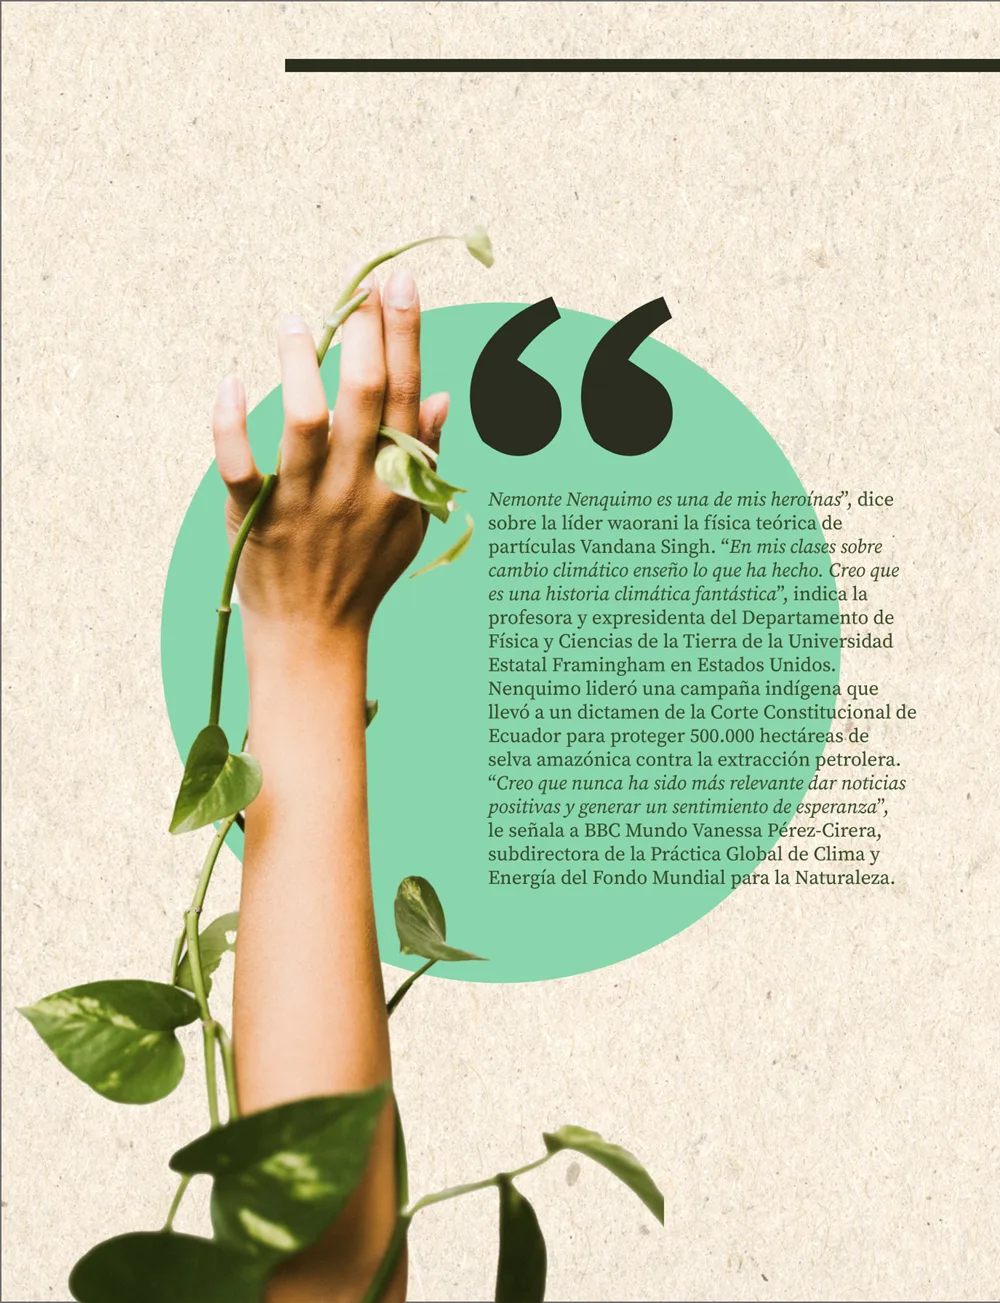 “
Nemonte Nenquimo es una de mis heroínas”, dice
sobre la líder waorani la física teórica de
partículas Vandana Singh. “En mis clases sobre
cambio climático enseño lo que ha hecho. Creo que
es una historia climática fantástica”, indica la
profesora y expresidenta del Departamento de
Física y Ciencias de la Tierra de la Universidad
Estatal Framingham en Estados Unidos.
Nenquimo lideró una campaña indígena que
llevó a un dictamen de la Corte Constitucional de
Ecuador para proteger 500.000 hectáreas de
selva amazónica contra la extracción petrolera.
“Creo que nunca ha sido más relevante dar noticias
positivas y generar un sentimiento de esperanza”,
le señala a BBC Mundo Vanessa Pérez-Cirera,
subdirectora de la Práctica Global de Clima y
Energía del Fondo Mundial para la Naturaleza.